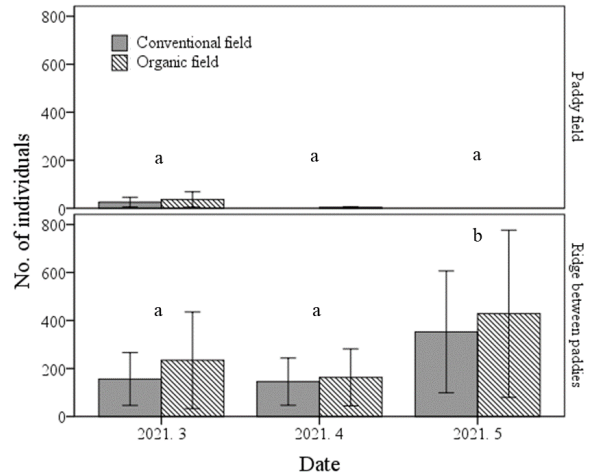 800
600
400
200
0
Conventional field
Organic field
a a a
Paddy field
No. of individuals
800
600
400
200
0
a a b
Ridge between paddies
2021. 3 2021. 4 2021. 5
Date